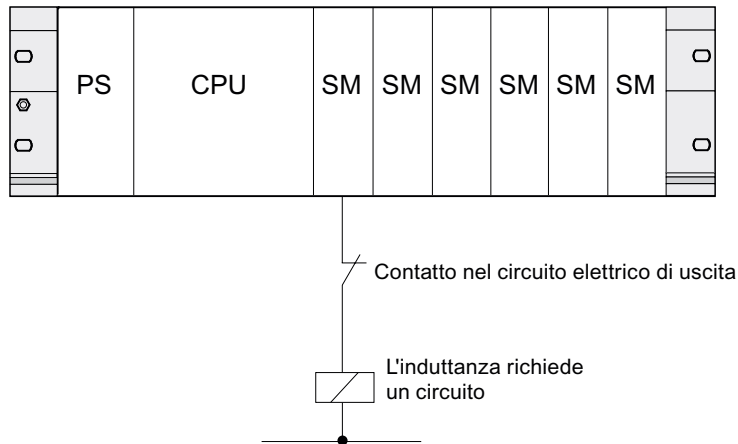 PS CPU SM SM SM SM SM SM
Contatto nel circuito elettrico di uscita
L'induttanza richiede
un circuito